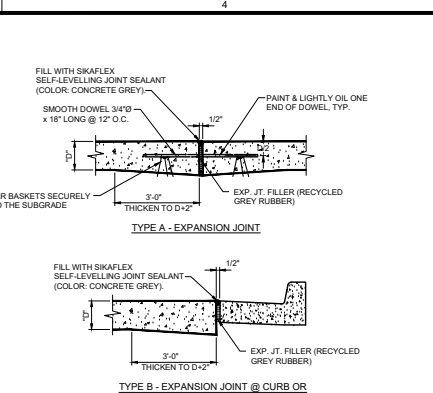 4
FILL WITH SIKAFLEX
SELF-LEVELLING JOINT SEALANT
(COLOR: CONCRETE GREY).
SMOOTH DOWEL 3/4"Ø
x 18" LONG @ 12" O.C.
1/2"
PAINT & LIGHTLY OIL ONE
END OF DOWEL, TYP.
"D"
R BASKETS SECURELY
O THE SUBGRADE
3'-0"
THICKEN TO D+2"
EXP. JT. FILLER (RECYCLED
GREY RUBBER)
TYPE A - EXPANSION JOINT
FILL WITH SIKAFLEX
SELF-LEVELLING JOINT SEALANT
(COLOR: CONCRETE GREY).
1/2"
"D"
3'-0"
THICKEN TO D+2"
EXP. JT. FILLER (RECYCLED
GREY RUBBER)
TYPE B - EXPANSION JOINT @ CURB OR